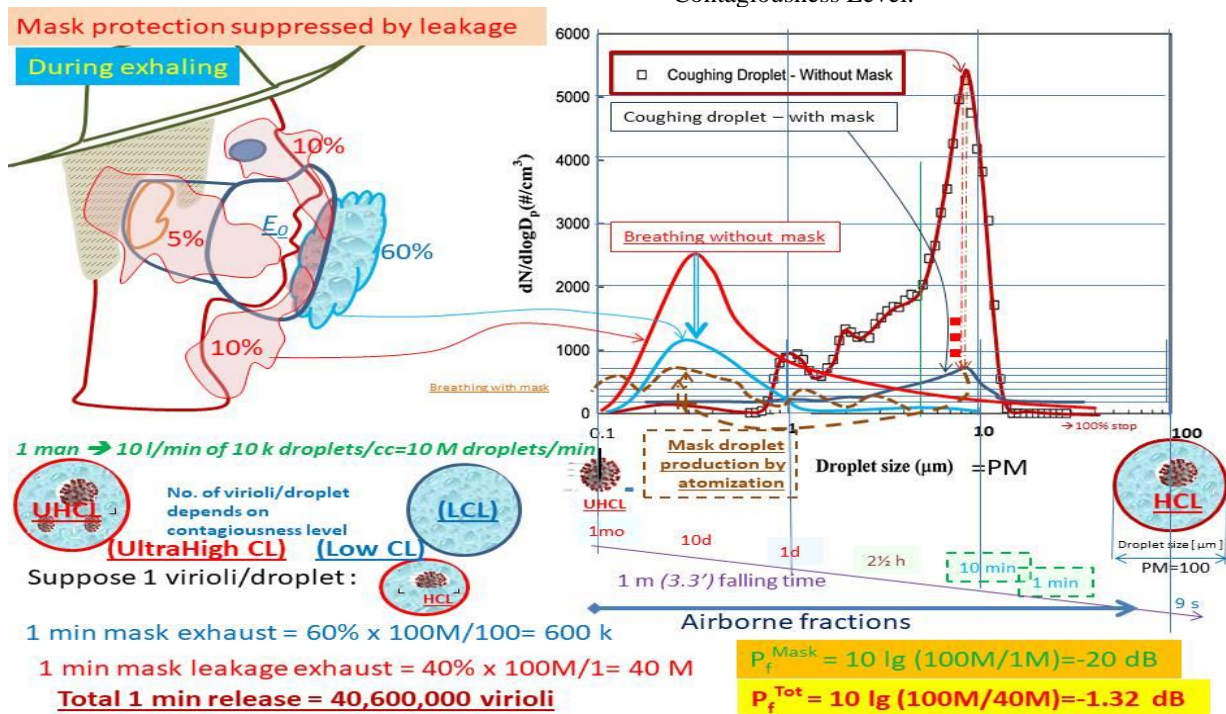 Contagiousness Level.
Mask protection suppressed by leakage
During exhaling
10%
E₀
5%
60%
10%
Breathing with mask
6000
5000
4000
3000
2000
1000
0
dN/dlogDₚ(#/cm³)
Coughing Droplet - Without Mask
Coughing droplet – with mask
Breathing without mask
0.1
1
10
100
→ 100% stop
Mask droplet
production by
atomization
Droplet size (µm) =PM
1 man → 10 l/min of 10 k droplets/cc=10 M droplets/min
UHCL
No. of virioli/droplet
depends on
contagiousness level
(LCL)
(UltraHigh CL)
(Low CL)
Suppose 1 virioli/droplet :
HCL
UHCL
HCL
Droplet size [ µm]
PM=100
1mo
10d
1d
2½ h
10 min
1 min
9 s
1 m (3.3’) falling time
Airborne fractions
1 min mask exhaust = 60% x 100M/100= 600 k
1 min mask leakage exhaust = 40% x 100M/1= 40 M
Total 1 min release = 40,600,000 virioli
P_f^Mask = 10 lg (100M/1M)=-20 dB
P_f^Tot = 10 lg (100M/40M)=-1.32 dB